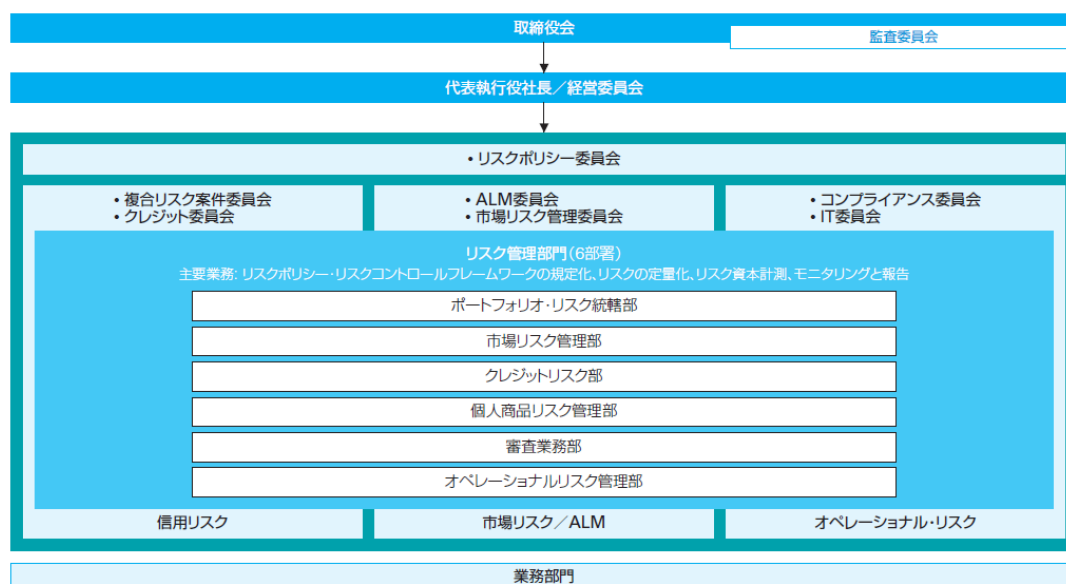 取締役会
監査委員会
代表執行役社長／経営委員会
• リスクポリシー委員会
• 複合リスク案件委員会
• クレジット委員会
• ALM委員会
• 市場リスク管理委員会
• コンプライアンス委員会
• IT委員会
リスク管理部門(6部署)
主要業務: リスクポリシー・リスクコントロールフレームワークの規定化、リスクの定量化、リスク資本計測、モニタリングと報告
ポートフォリオ・リスク統轄部
市場リスク管理部
クレジットリスク部
個人商品リスク管理部
審査業務部
オペレーショナルリスク管理部
信用リスク
市場リスク／ALM
オペレーショナル・リスク
業務部門